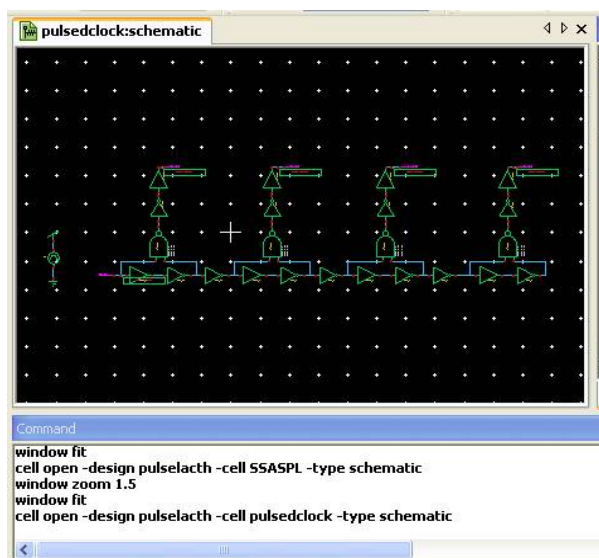 pulsedclock:schematic
Command
window fit
cell open -design pulselacth -cell SSASPL -type schematic
window zoom 1.5
window fit
cell open -design pulselacth -cell pulsedclock -type schematic